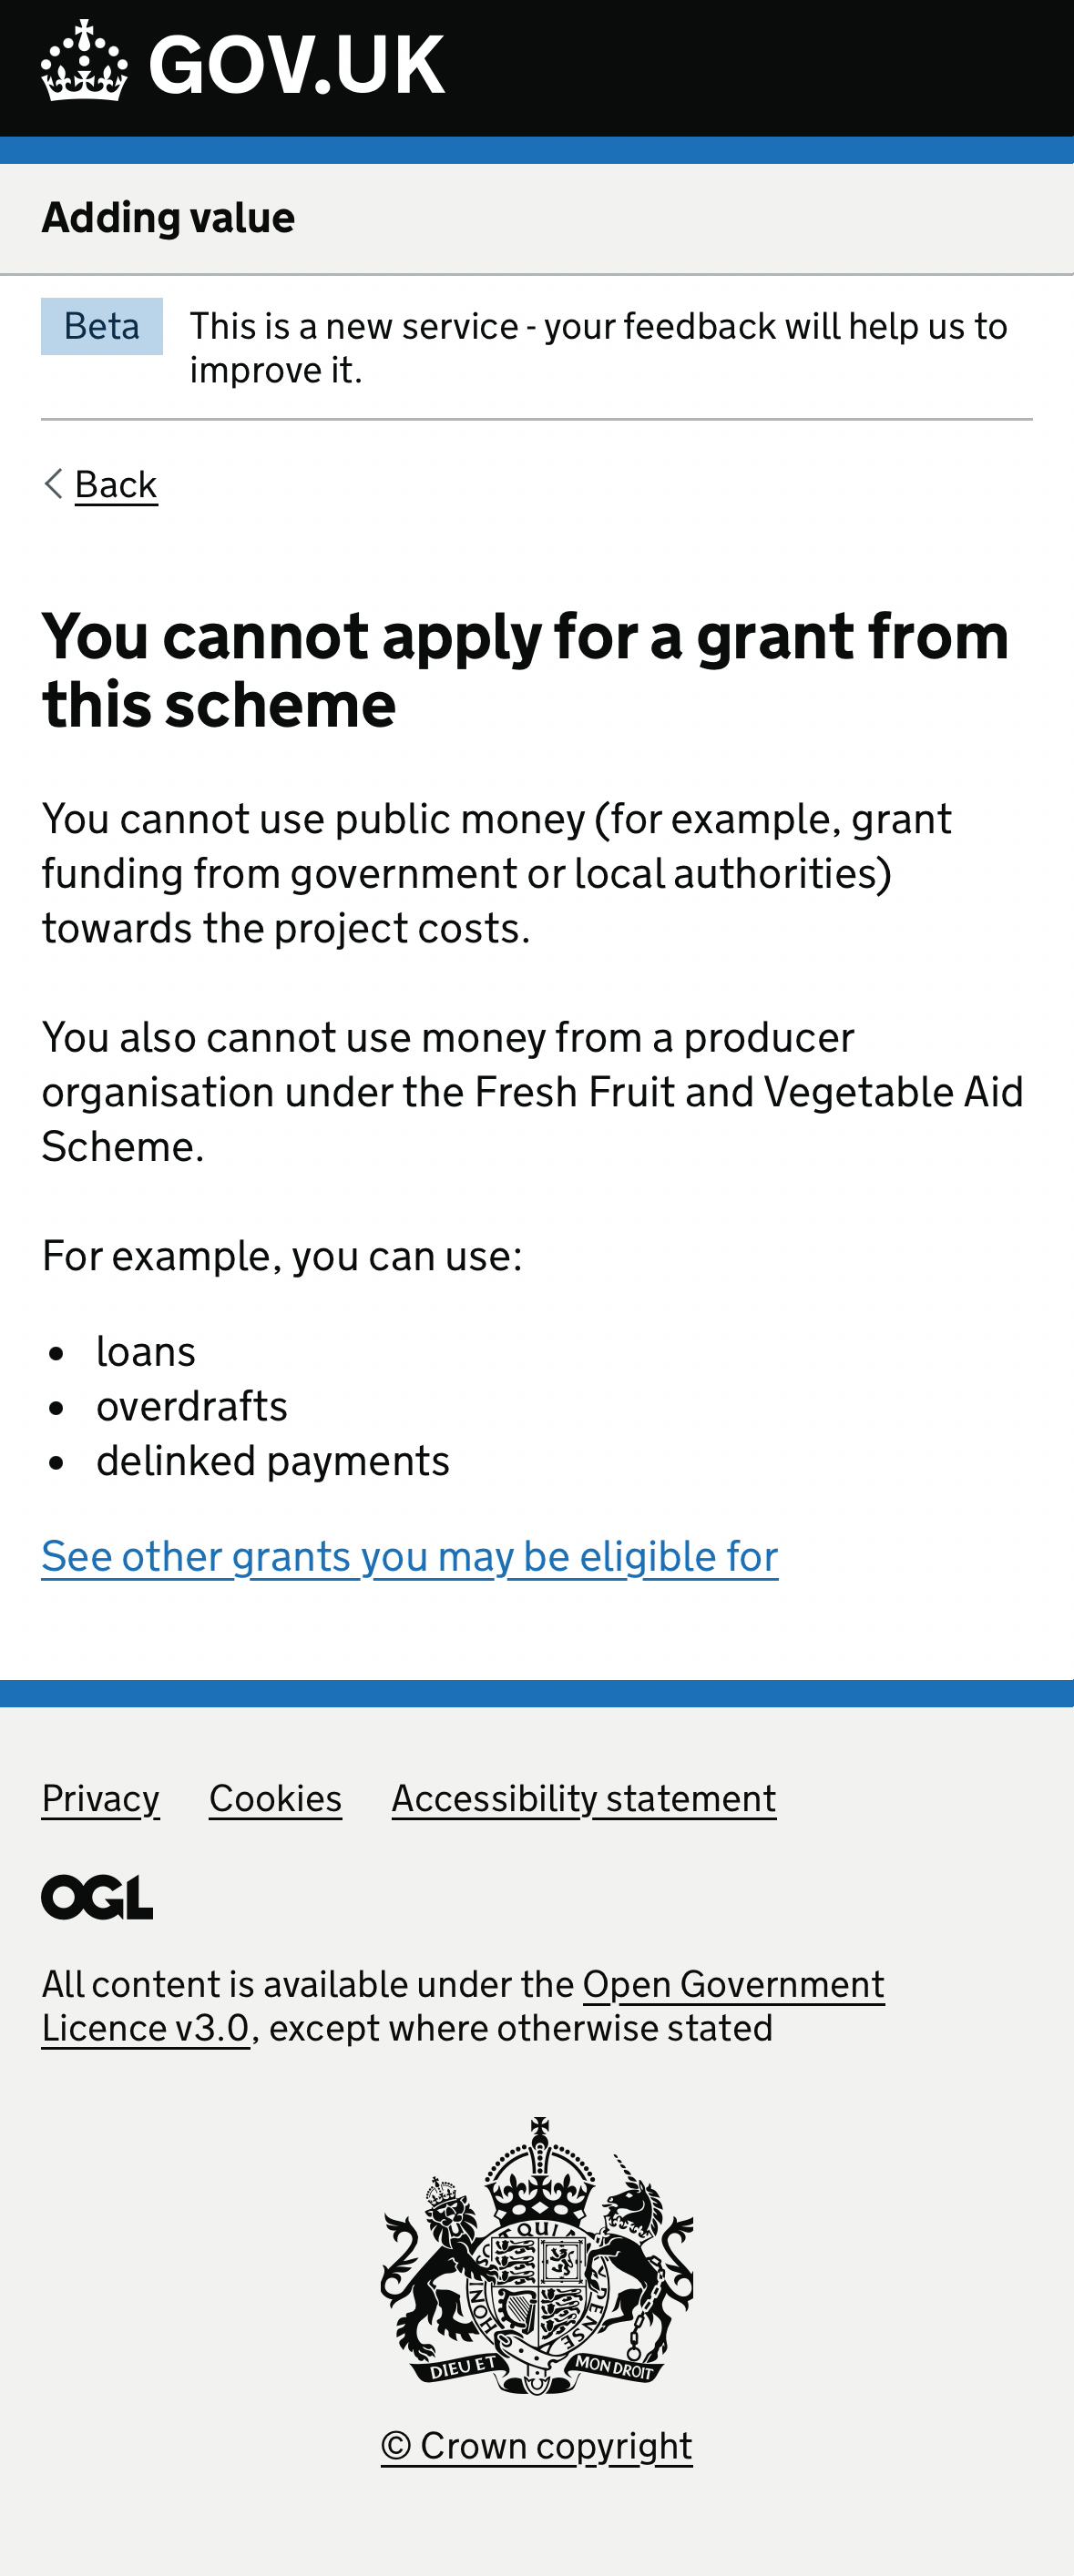 GOV.UK
Adding value
Beta
This is a new service - your feedback will help us to
improve it.
Back
You cannot apply for a grant from
this scheme
You cannot use public money (for example, grant
funding from government or local authorities)
towards the project costs.
You also cannot use money from a producer
organisation under the Fresh Fruit and Vegetable Aid
Scheme.
For example, you can use:
• loans
• overdrafts
• delinked payments
See other grants you may be eligible for
Privacy Cookies Accessibility statement
OGL
All content is available under the Open Government
Licence v3.0, except where otherwise stated
T QUI
HONI
Y PENSE
DIEU ET MON DROIT
© Crown copyright